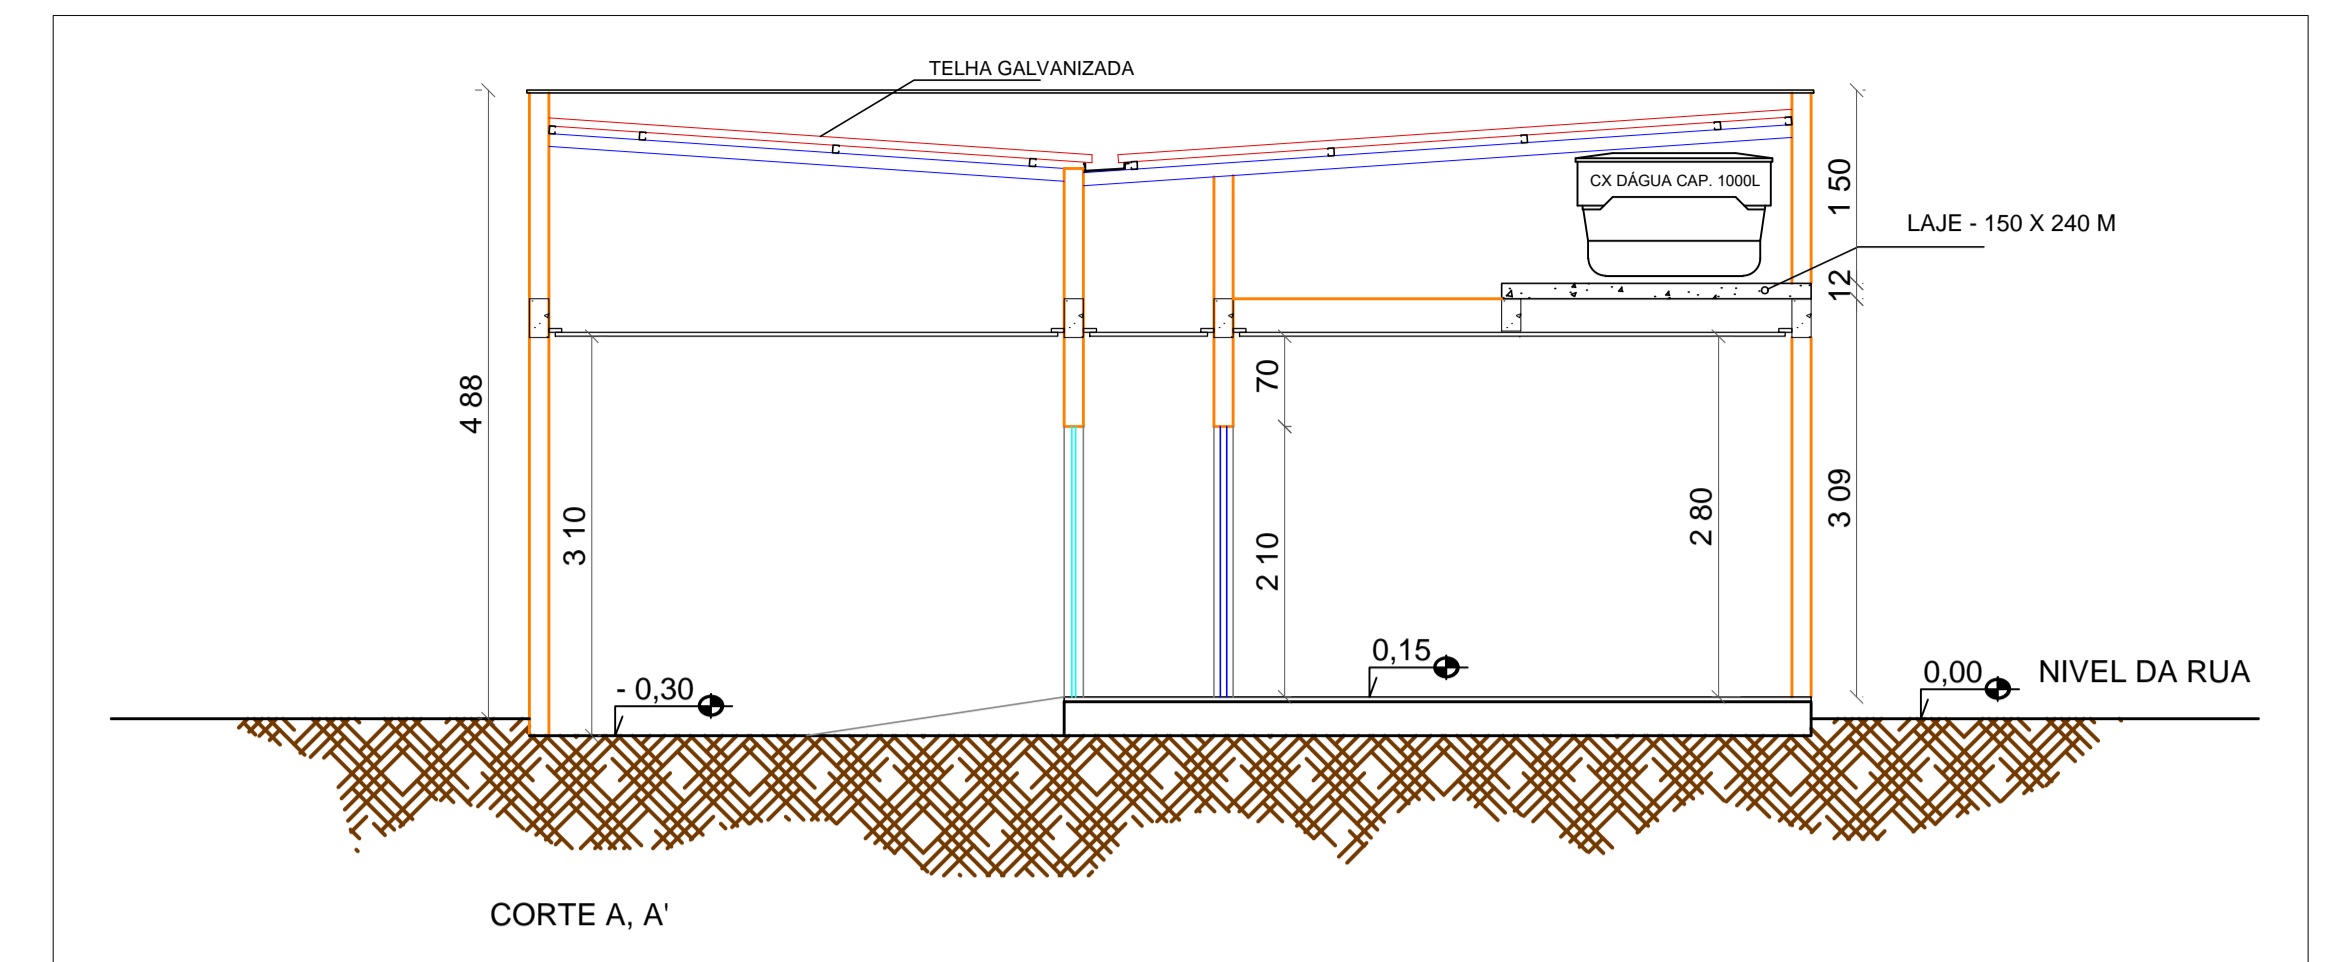 TELHA GALVANIZADA
CX DÁGUA CAP. 1000L
1 50
LAJE - 150 X 240 M
12
4 88
70
3 10
2 10
2 80
3 09
- 0,30
0,15
0,00
NIVEL DA RUA
CORTE A, A'